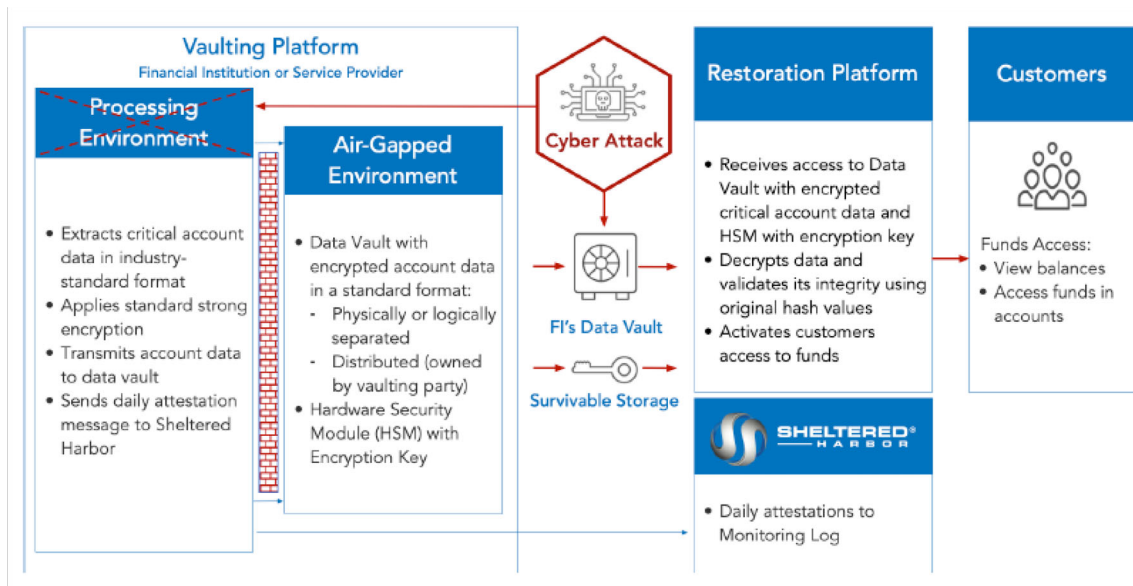 Vaulting Platform
Financial Institution or Service Provider
Processing
Environment
• Extracts critical account
data in industry-
standard format
• Applies standard strong
encryption
• Transmits account data
to data vault
• Sends daily attestation
message to Sheltered
Harbor
Air-Gapped
Environment
• Data Vault with
encrypted account data
in a standard format:
- Physically or logically
separated
- Distributed (owned
by vaulting party)
• Hardware Security
Module (HSM) with
Encryption Key
Cyber Attack
FI's Data Vault
Survivable Storage
Restoration Platform
• Receives access to Data
Vault with encrypted
critical account data and
HSM with encryption key
• Decrypts data and
validates its integrity using
original hash values
• Activates customers
access to funds
SHELTERED®
HARBOR
• Daily attestations to
Monitoring Log
Customers
Funds Access:
• View balances
• Access funds in
accounts